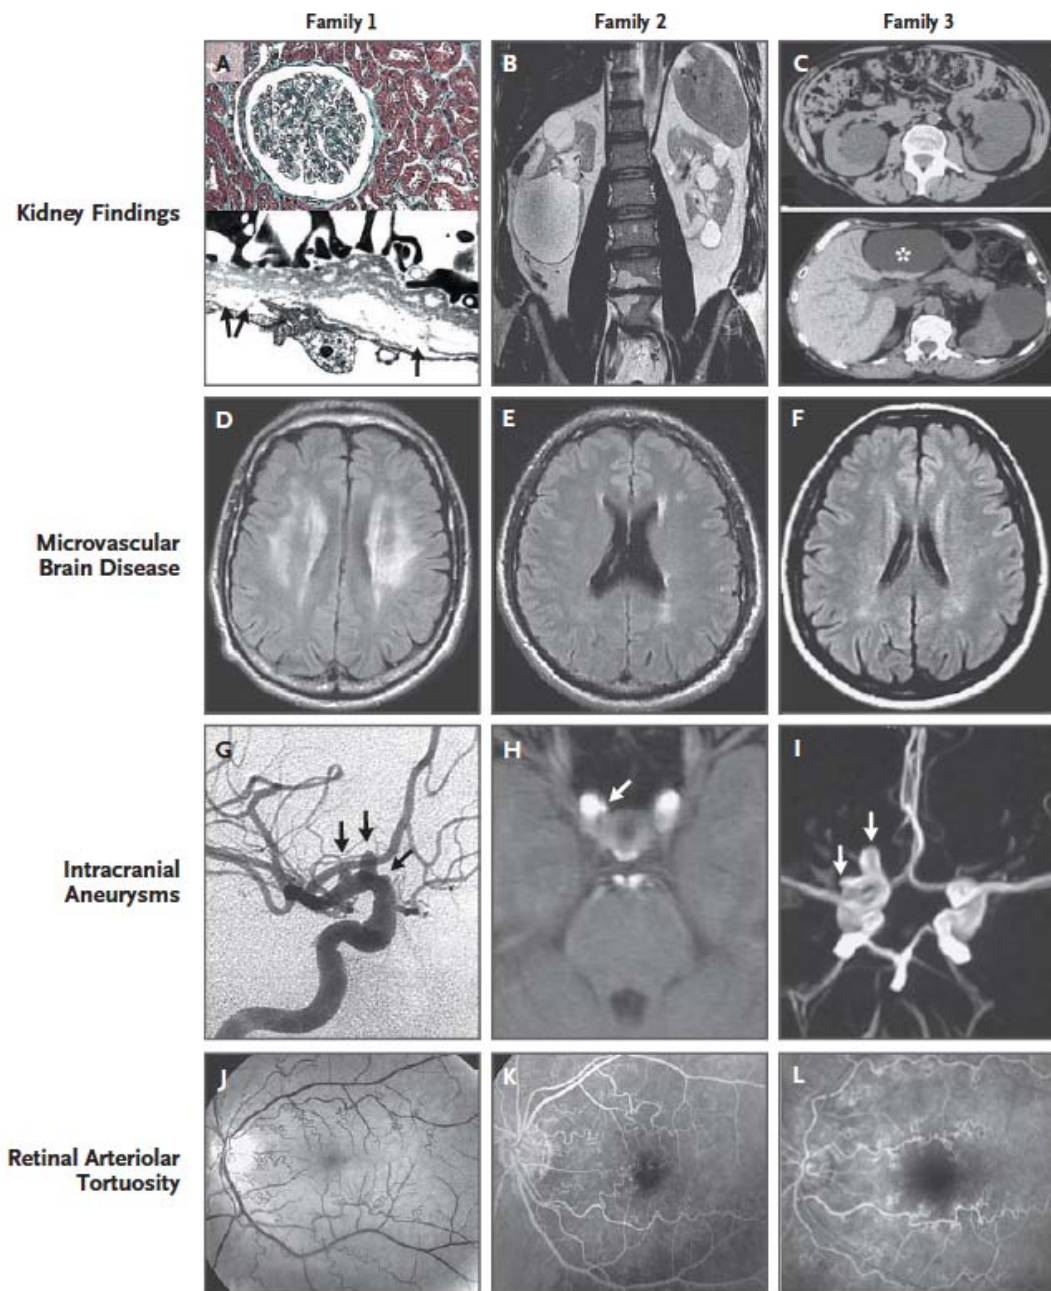 Family 1 Family 2 Family 3
A B C
Kidney Findings
*
D E F
Microvascular
Brain Disease
G H I
Intracranial
Aneurysms
J K L
Retinal Arteriolar
Tortuosity